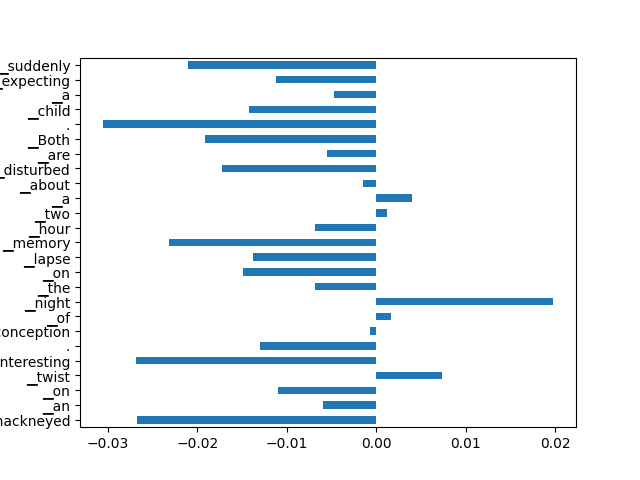 _suddenly
_expecting
_a
_child
.
_Both
_are
_disturbed
_about
_a
_two
_hour
_memory
_lapse
_on
_the
_night
_of
conception
.
nteresting
_twist
_on
_an
hackneyed
−0.03 −0.02 −0.01 0.00 0.01 0.02